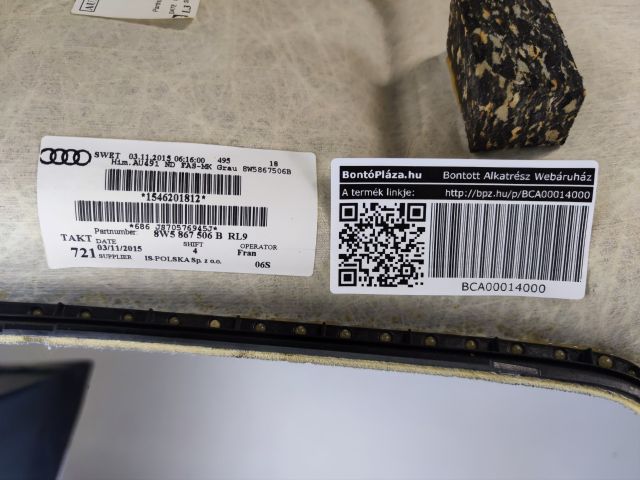 SWET 03.11.2015 06:16:00 495 18
Him.AU491 ND FAS-MK Grau 8W5867506B
*1546201812*
*686 J870576945J*
Partnumber 8W5 867 506 B RL9
TAKT DATE SHIFT OPERATOR
721 03/11/2015 4 Fran
SUPPLIER IS-POLSKA Sp. z o.o. 06S
BontóPláza.hu Bontott Alkatrész Webáruház
A termék linkje: http://bpz.hu/p/BCA00014000
BCA00014000